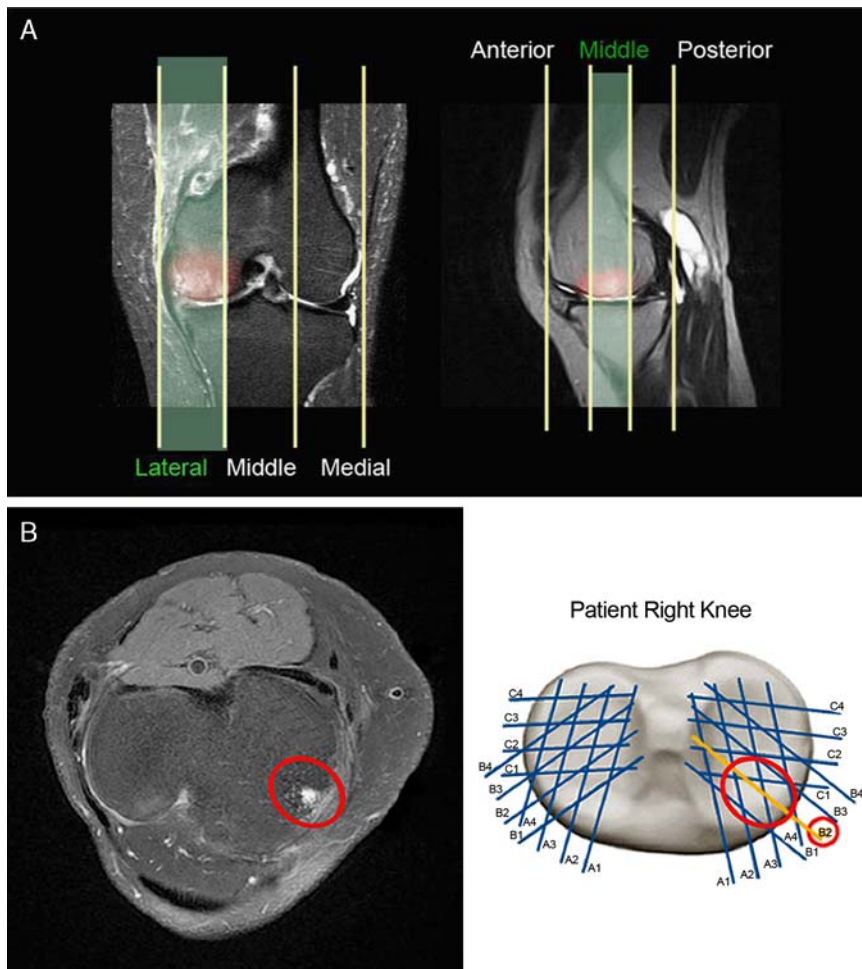 A
Anterior Middle Posterior
Lateral Middle Medial
B
Patient Right Knee
C4
C3
C2
C1
B4
B3
B2
A4
B1
A3
A2
A1
C4
C3
C2
C1
B4
B3
B2
A4
B1
A3
A2
A1